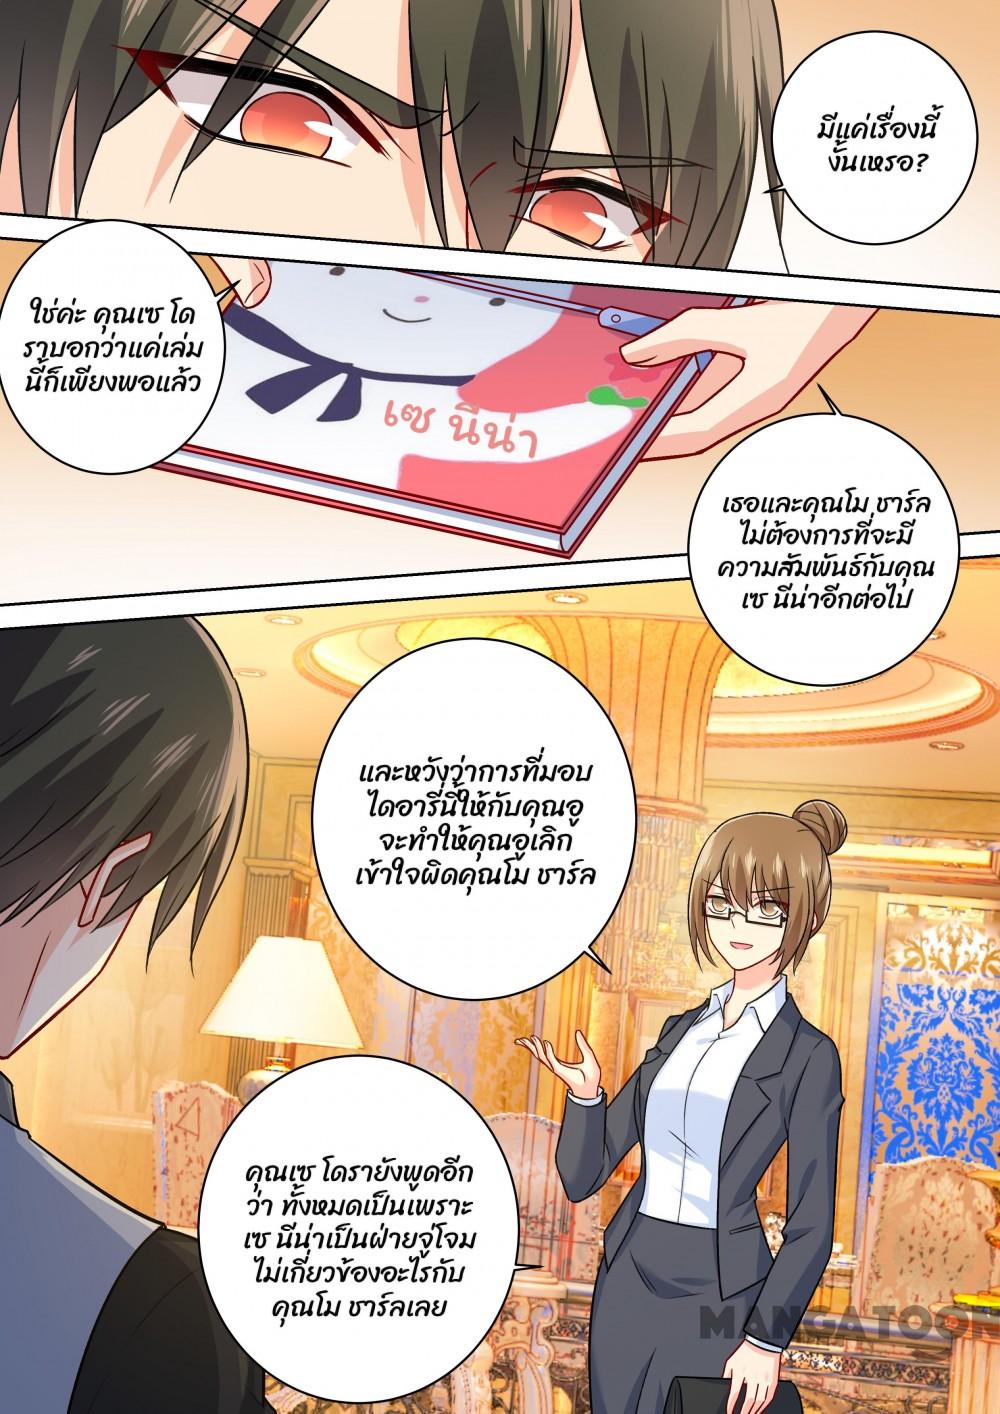 มีแค่เรื่องนี้
งั้นเหรอ?
ใช่ค่ะ คุณเซ โด
ราบอกว่าแค่เล่ม
นี้ก็เพียงพอแล้ว
เซ นีน่า
เธอและคุณโม ชาร์ล
ไม่ต้องการที่จะมี
ความสัมพันธ์กับคุณ
เซ นีน่าอีกต่อไป
และหวังว่าการที่มอบ
ไดอารี่นี้ให้กับคุณอู
จะทำให้คุณอูเลิก
เข้าใจผิดคุณโม ชาร์ล
คุณเซ โดรายังพูดอีก
ว่า ทั้งหมดเป็นเพราะ
เซ นีน่าเป็นฝ่ายจู่โจม
ไม่เกี่ยวข้องอะไรกับ
คุณโม ชาร์ลเลย
MANGATOON